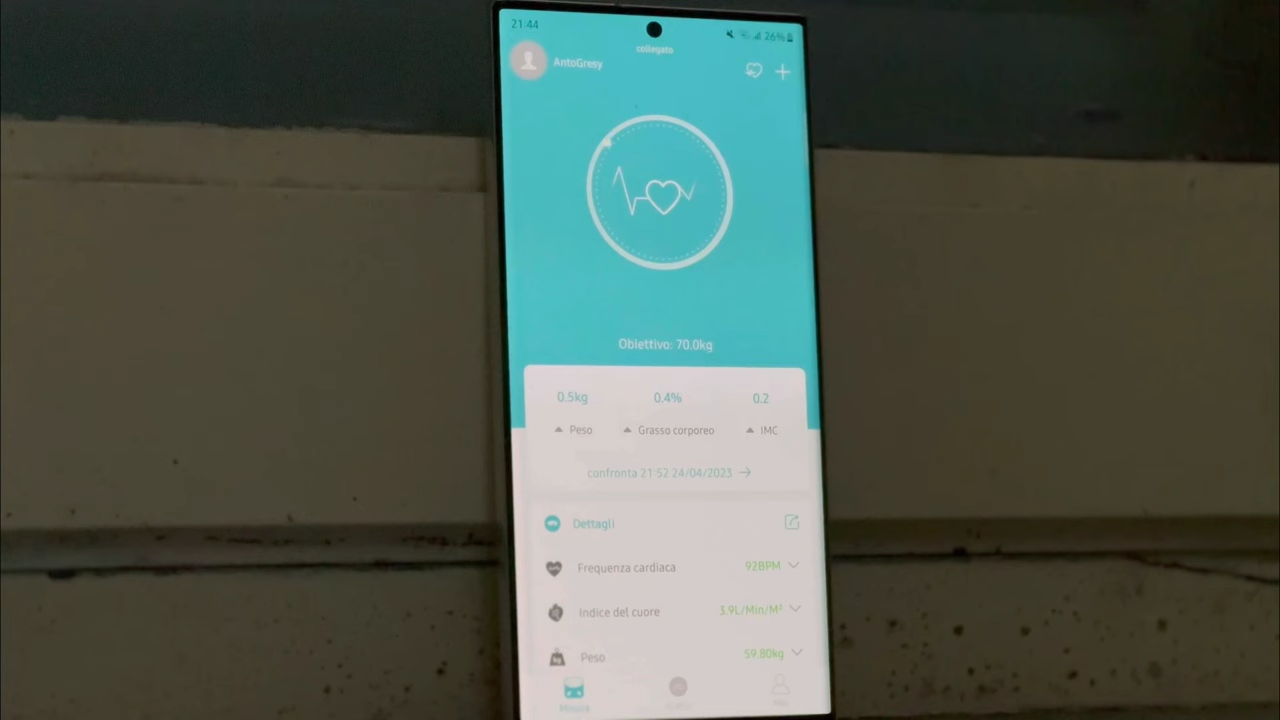 21:44
26%
collegato
AntoGresy
Obiettivo: 70.0kg
0.5kg 0.4% 0.2
Peso Grasso corporeo IMC
confronta 21:52 24/04/2023
Dettagli
Frequenza cardiaca 92BPM
Indice del cuore 3.9L/Min/M²
kg Peso 59.80kg
Misura